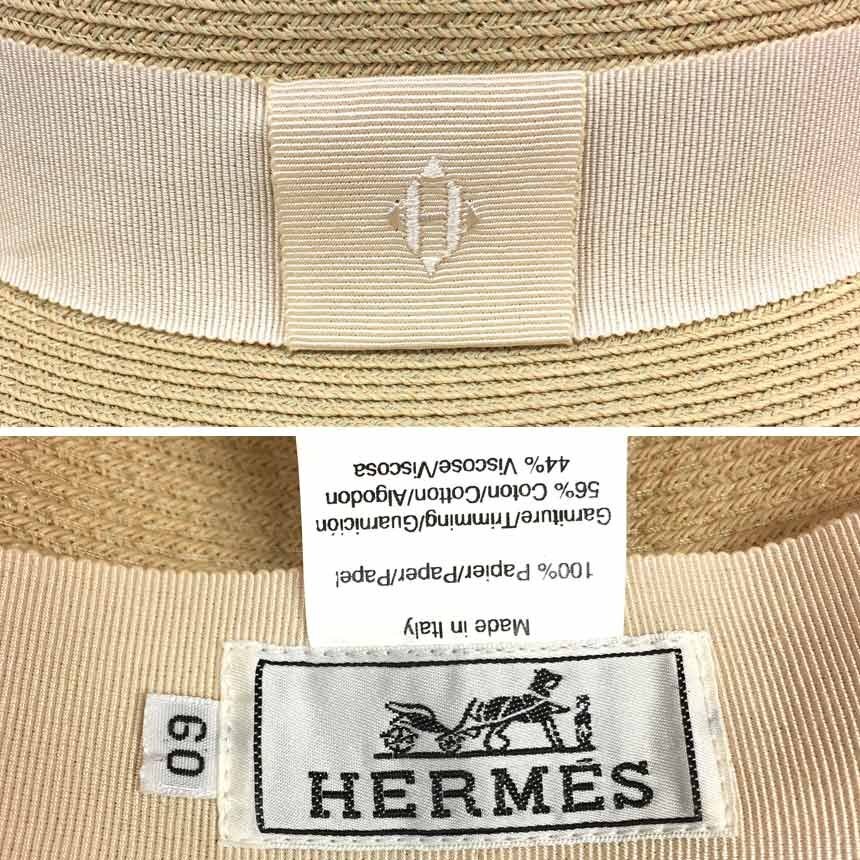 H
Made in Italy
100% Papier/Paper/Papel
Garniture/Trimming/Guarnición
56% Coton/Cotton/Algodon
44% Viscose/Viscosa
60
HERMÈS